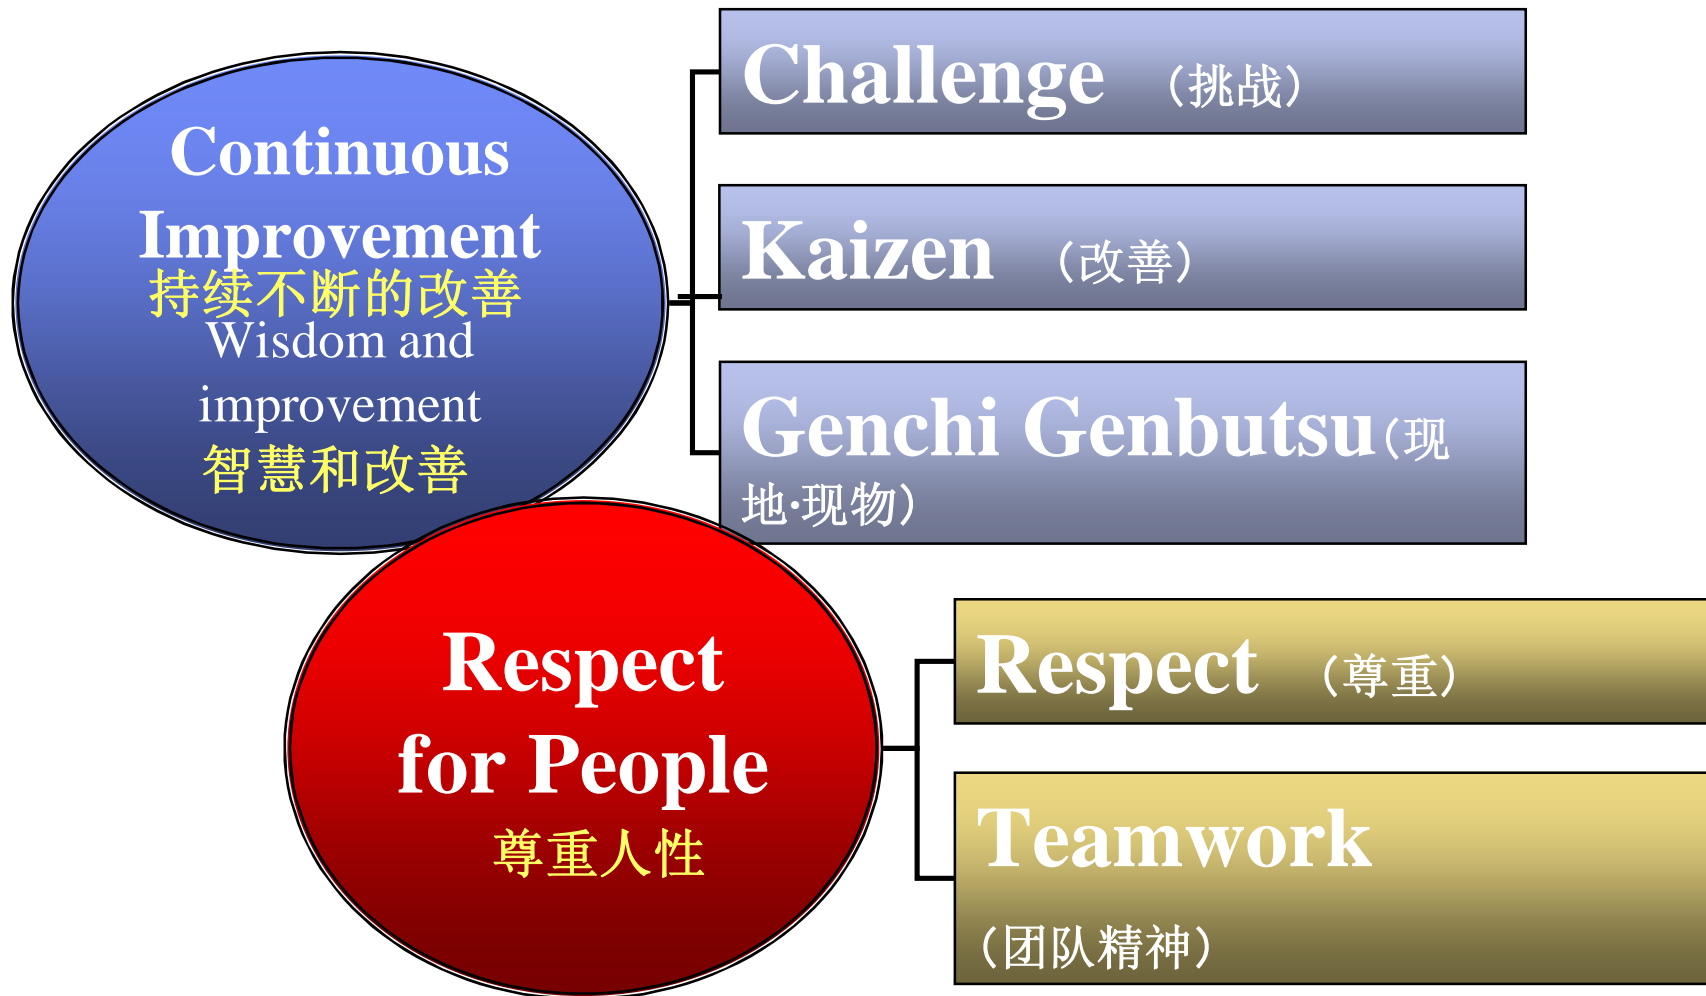 Continuous
Improvement
持续不断的改善
Wisdom and
improvement
智慧和改善
Challenge （挑战）
Kaizen （改善）
Genchi Genbutsu（现
地·现物）
Respect
for People
尊重人性
Respect （尊重）
Teamwork
（团队精神）